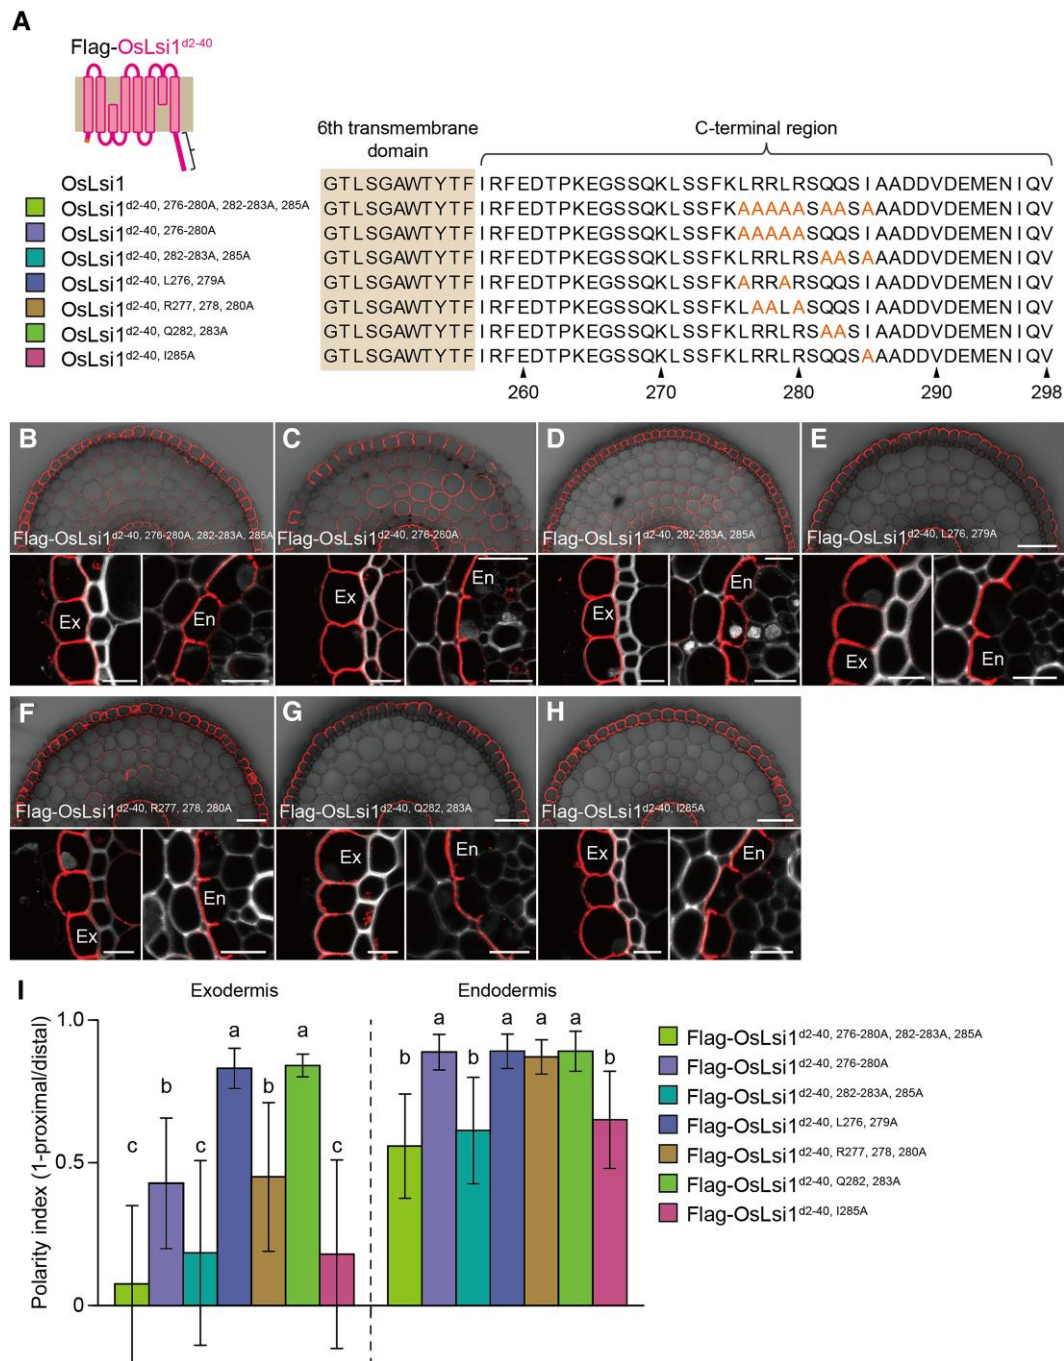 A
Flag-OsLsi1d2-40
6th transmembrane domain
C-terminal region
OsLsi1 GTLSGAWTYTF IRFEDTPKEGSSQKLSSFKLRRLRSQQSIAADDVDEMENIQV
OsLsi1d2-40, 276-280A, 282-283A, 285A GTLSGAWTYTF IRFEDTPKEGSSQKLSSFKAAAAASAASAAADDVDEMENIQV
OsLsi1d2-40, 276-280A GTLSGAWTYTF IRFEDTPKEGSSQKLSSFKAAAAASQQSIAADDVDEMENIQV
OsLsi1d2-40, 282-283A, 285A GTLSGAWTYTF IRFEDTPKEGSSQKLSSFKLRRLRSAASAAADDVDEMENIQV
OsLsi1d2-40, L276, 279A GTLSGAWTYTF IRFEDTPKEGSSQKLSSFKARRARSQQSIAADDVDEMENIQV
OsLsi1d2-40, R277, 278, 280A GTLSGAWTYTF IRFEDTPKEGSSQKLSSFKLAALASQQSIAADDVDEMENIQV
OsLsi1d2-40, Q282, 283A GTLSGAWTYTF IRFEDTPKEGSSQKLSSFKLRRLRSAASIAADDVDEMENIQV
OsLsi1d2-40, I285A GTLSGAWTYTF IRFEDTPKEGSSQKLSSFKLRRLRSQQSAAADDVDEMENIQV
260 270 280 290 298
B C D E
Flag-OsLsi1d2-40, 276-280A, 282-283A, 285A
Flag-OsLsi1d2-40, 276-280A
Flag-OsLsi1d2-40, 282-283A, 285A
Flag-OsLsi1d2-40, L276, 279A
Ex En Ex En Ex En Ex En
F G H
Flag-OsLsi1d2-40, R277, 278, 280A
Flag-OsLsi1d2-40, Q282, 283A
Flag-OsLsi1d2-40, I285A
Ex En Ex En Ex En
I
Exodermis Endodermis
Polarity index (1-proximal/distal)
1.0
0.5
0
c b c a b a c
b a b a a a b
Flag-OsLsi1d2-40, 276-280A, 282-283A, 285A
Flag-OsLsi1d2-40, 276-280A
Flag-OsLsi1d2-40, 282-283A, 285A
Flag-OsLsi1d2-40, L276, 279A
Flag-OsLsi1d2-40, R277, 278, 280A
Flag-OsLsi1d2-40, Q282, 283A
Flag-OsLsi1d2-40, I285A